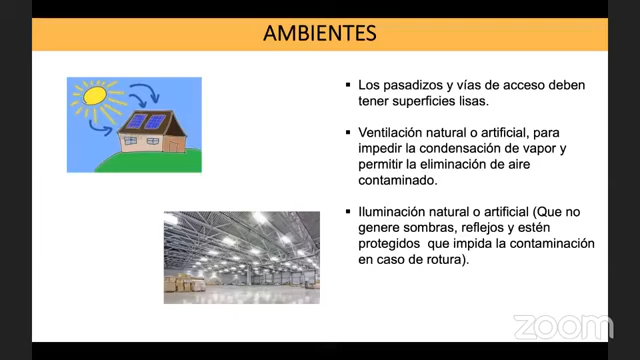 AMBIENTES
▪ Los pasadizos y vías de acceso deben
tener superficies lisas.
▪ Ventilación natural o artificial, para
impedir la condensación de vapor y
permitir la eliminación de aire
contaminado.
▪ Iluminación natural o artificial (Que no
genere sombras, reflejos y estén
protegidos que impida la contaminación
en caso de rotura).
zoom